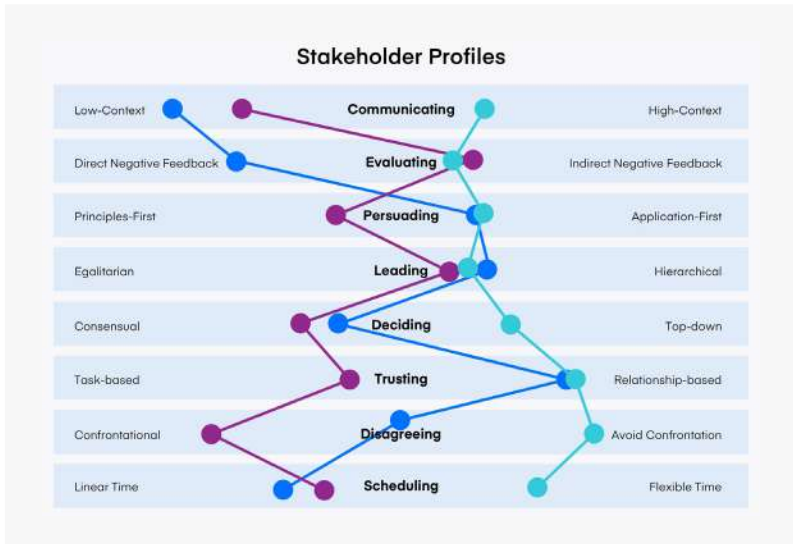 Stakeholder Profiles
Low-Context Communicating High-Context
Direct Negative Feedback Evaluating Indirect Negative Feedback
Principles-First Persuading Application-First
Egalitarian Leading Hierarchical
Consensual Deciding Top-down
Task-based Trusting Relationship-based
Confrontational Disagreeing Avoid Confrontation
Linear Time Scheduling Flexible Time